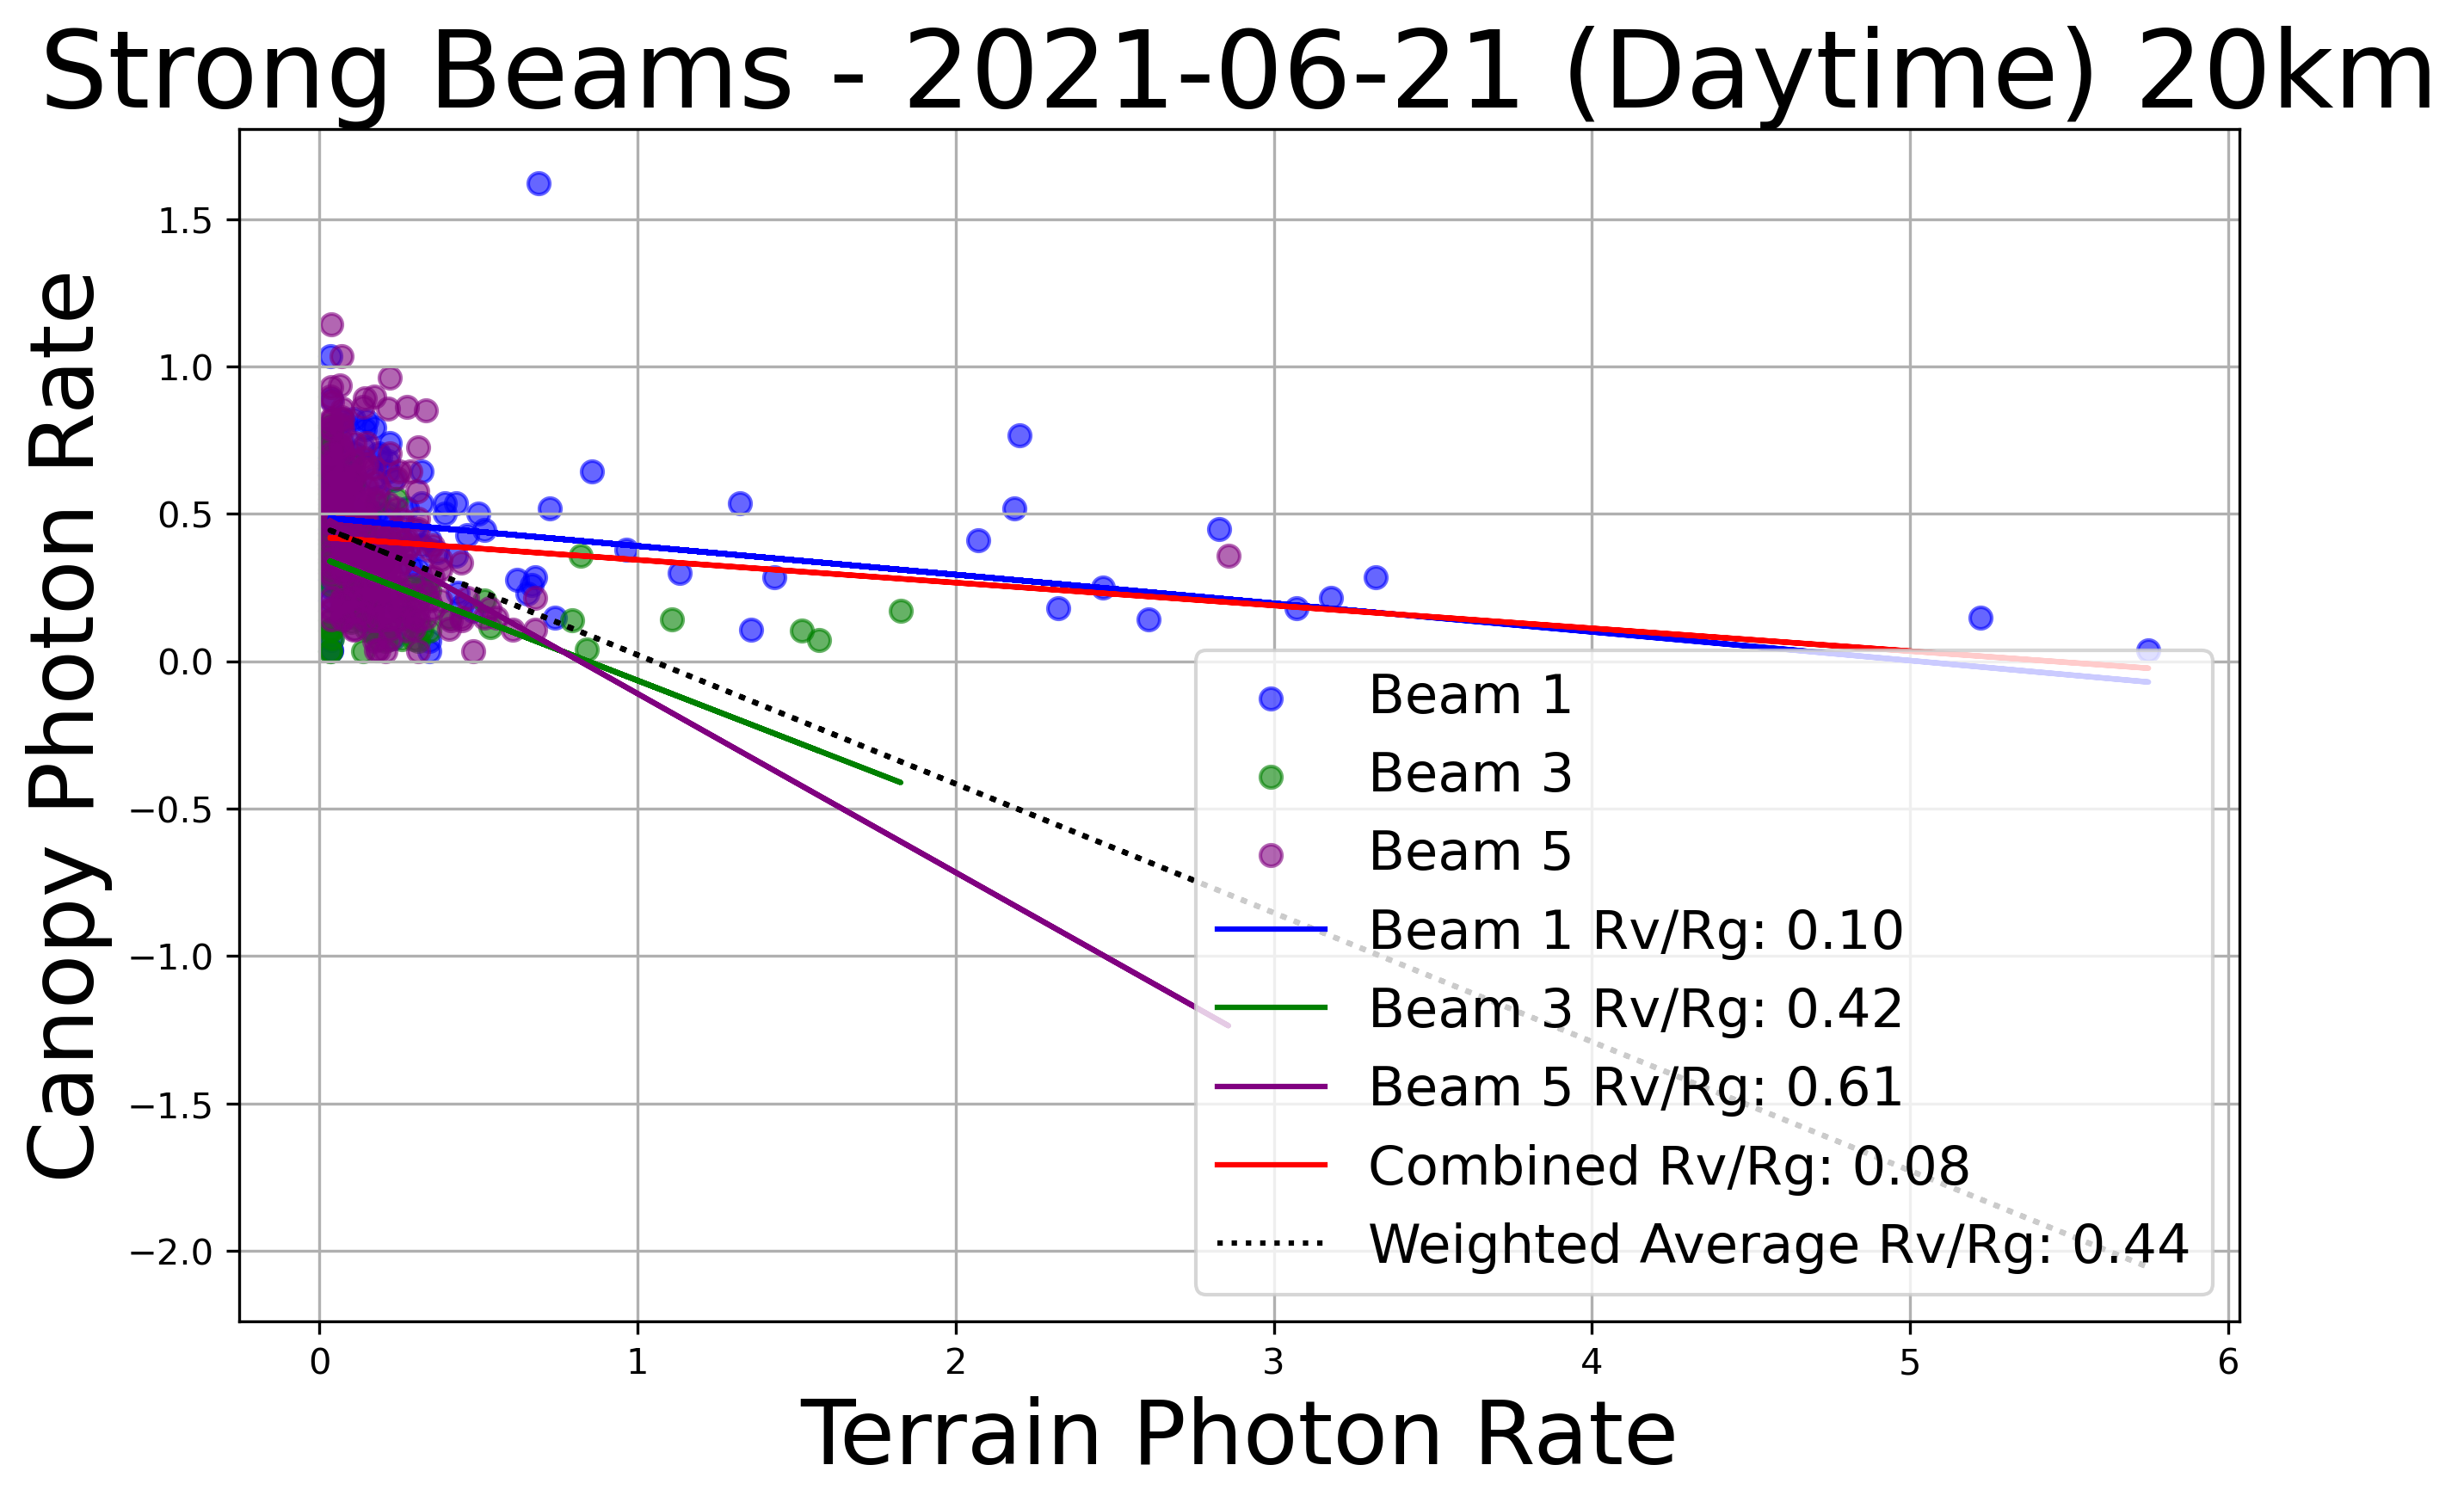 Strong Beams - 2021-06-21 (Daytime) 20km
Canopy Photon Rate
1.5
1.0
0.5
0.0
−0.5
−1.0
−1.5
−2.0
Beam 1
Beam 3
Beam 5
Beam 1 Rv/Rg: 0.10
Beam 3 Rv/Rg: 0.42
Beam 5 Rv/Rg: 0.61
Combined Rv/Rg: 0.08
Weighted Average Rv/Rg: 0.44
0 1 2 3 4 5 6
Terrain Photon Rate